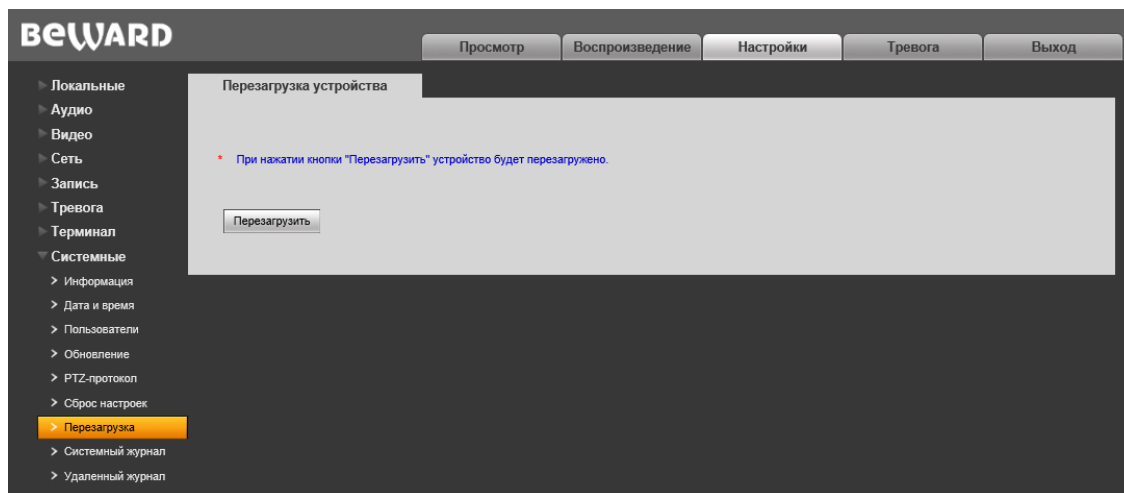 BEWARD
Просмотр
Воспроизведение
Настройки
Тревога
Выход
Локальные
Аудио
Видео
Сеть
Запись
Тревога
Терминал
Системные
Информация
Дата и время
Пользователи
Обновление
PTZ-протокол
Сброс настроек
Перезагрузка
Системный журнал
Удаленный журнал
Перезагрузка устройства
* При нажатии кнопки "Перезагрузить" устройство будет перезагружено.
Перезагрузить